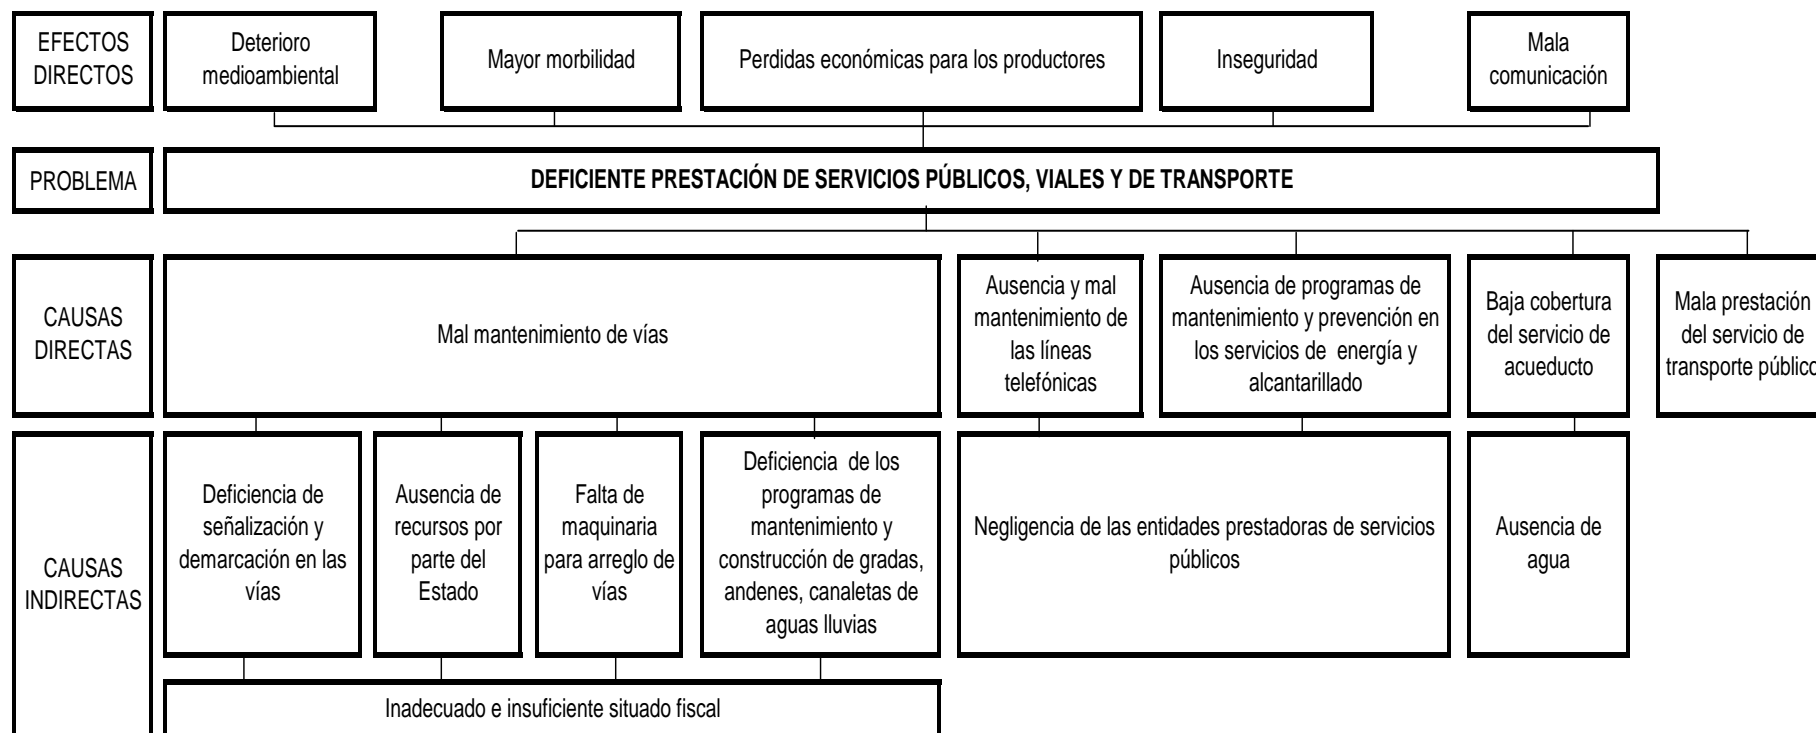 EFECTOS
DIRECTOS
Deterioro
medioambiental
Mayor morbilidad
Perdidas económicas para los productores
Inseguridad
Mala
comunicación
PROBLEMA
DEFICIENTE PRESTACIÓN DE SERVICIOS PÚBLICOS, VIALES Y DE TRANSPORTE
CAUSAS
DIRECTAS
Mal mantenimiento de vías
Ausencia y mal
mantenimiento de
las líneas
telefónicas
Ausencia de programas de
mantenimiento y prevención en
los servicios de energía y
alcantarillado
Baja cobertura
del servicio de
acueducto
Mala prestación
del servicio de
transporte público
CAUSAS
INDIRECTAS
Deficiencia de
señalización y
demarcación en las
vías
Ausencia de
recursos por
parte del
Estado
Falta de
maquinaria
para arreglo de
vías
Deficiencia de los
programas de
mantenimiento y
construcción de gradas,
andenes, canaletas de
aguas lluvias
Negligencia de las entidades prestadoras de servicios
públicos
Ausencia de
agua
Inadecuado e insuficiente situado fiscal